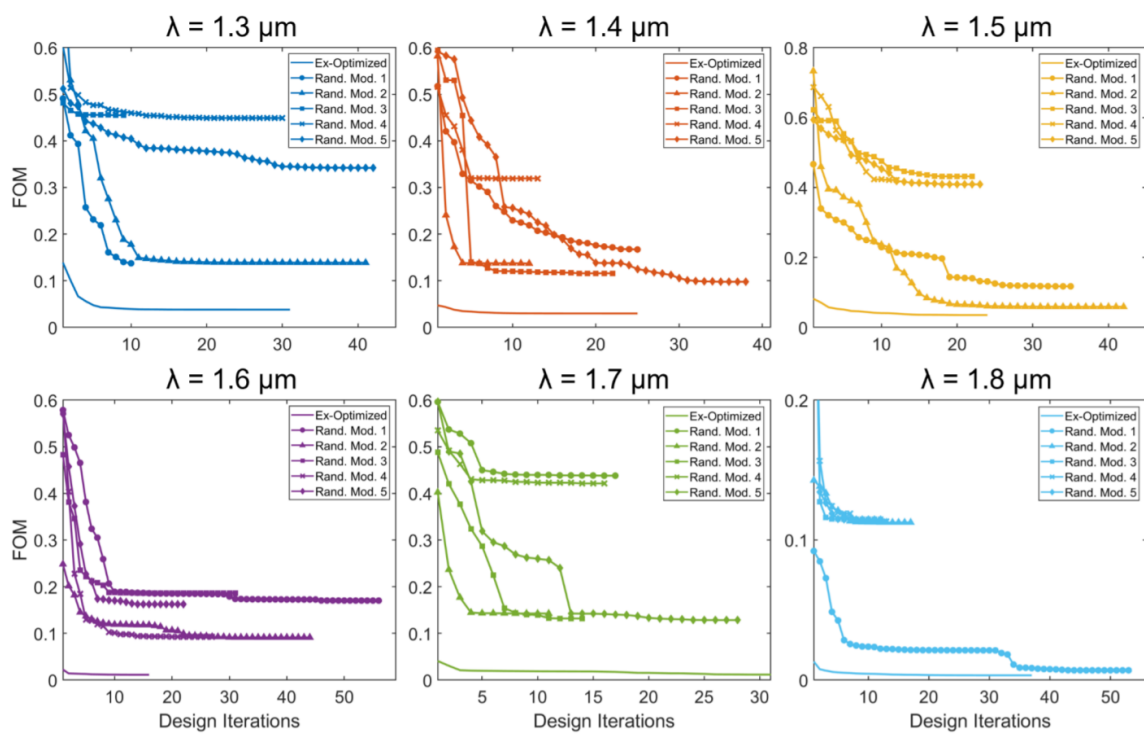 λ = 1.3 μm
λ = 1.4 μm
λ = 1.5 μm
FOM
0.6
0.5
0.4
0.3
0.2
0.1
0
10
20
30
40
Ex-Optimized
Rand. Mod. 1
Rand. Mod. 2
Rand. Mod. 3
Rand. Mod. 4
Rand. Mod. 5
0.6
0.5
0.4
0.3
0.2
0.1
0
10
20
30
40
Ex-Optimized
Rand. Mod. 1
Rand. Mod. 2
Rand. Mod. 3
Rand. Mod. 4
Rand. Mod. 5
0.8
0.6
0.4
0.2
0
10
20
30
40
Ex-Optimized
Rand. Mod. 1
Rand. Mod. 2
Rand. Mod. 3
Rand. Mod. 4
Rand. Mod. 5
λ = 1.6 μm
λ = 1.7 μm
λ = 1.8 μm
FOM
0.6
0.5
0.4
0.3
0.2
0.1
0
10
20
30
40
50
Design Iterations
Ex-Optimized
Rand. Mod. 1
Rand. Mod. 2
Rand. Mod. 3
Rand. Mod. 4
Rand. Mod. 5
0.6
0.5
0.4
0.3
0.2
0.1
0
5
10
15
20
25
30
Design Iterations
Ex-Optimized
Rand. Mod. 1
Rand. Mod. 2
Rand. Mod. 3
Rand. Mod. 4
Rand. Mod. 5
0.2
0.1
0
10
20
30
40
50
Design Iterations
Ex-Optimized
Rand. Mod. 1
Rand. Mod. 2
Rand. Mod. 3
Rand. Mod. 4
Rand. Mod. 5